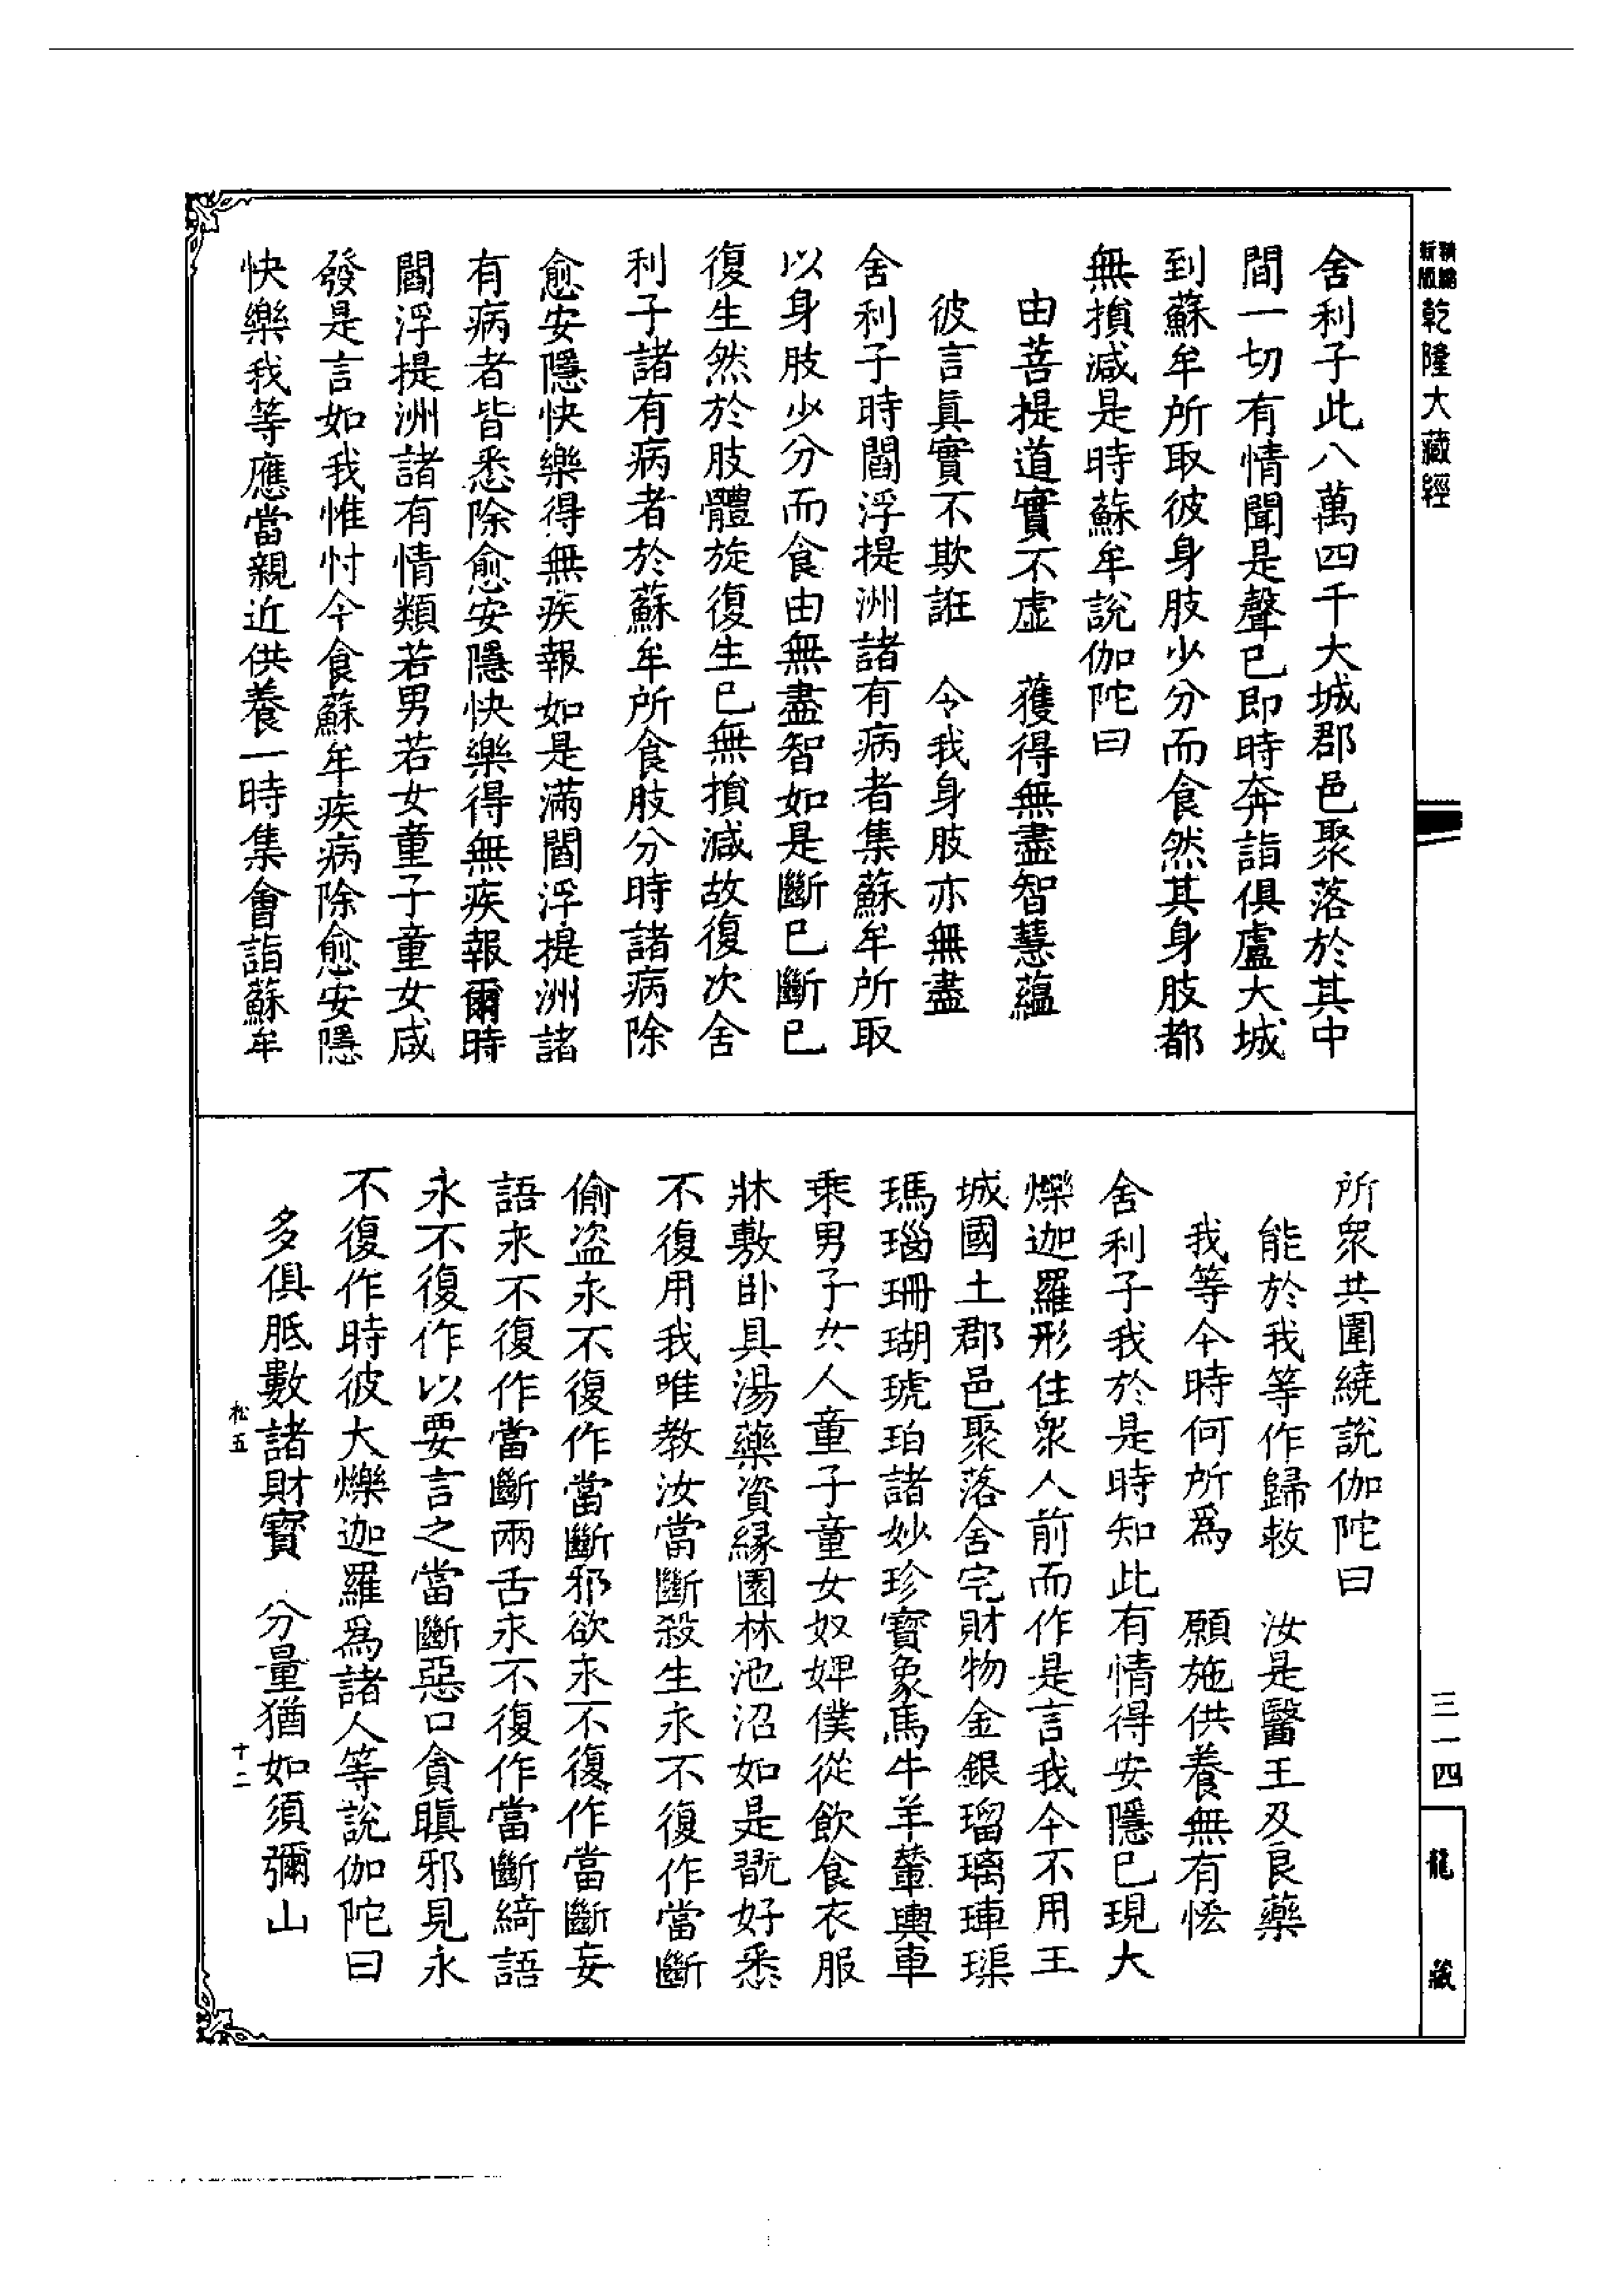 新編
新版
乾隆大藏經
舍利子此八萬四千大城郡邑聚落於其中
間一切有情聞是聲已即時奔詣俱盧大城
到蘇牟所取彼身肢少分而食然其身肢都
無損減是時蘇牟說伽陀曰
由菩提道實不虛　獲得無盡智慧蘊
彼言眞實不欺誑　令我身肢亦無盡
舍利子時閻浮提洲諸有病者集蘇牟所取
以身肢少分而食由無盡智如是斷已斷已
復生然於肢體旋復生已無損減故復次舍
利子諸有病者於蘇牟所食肢分時諸病除
愈安隱快樂得無疾報如是滿閻浮提洲諸
有病者皆悉除愈安隱快樂得無疾報爾時
閻浮提洲諸有情類若男若女童子童女咸
發是言如我惟忖今食蘇牟疾病除愈安隱
快樂我等應當親近供養一時集會詣蘇牟
所眾共圍繞說伽陀曰
能於我等作歸救　汝是醫王及良藥
我等今時何所爲　願施供養無有恡
舍利子我於是時知此有情得安隱已現大
爍迦羅形住眾人前而作是言我今不用王
城國土郡邑聚落舍宅財物金銀瑠璃琿璖
瑪瑙珊瑚琥珀諸妙珍寶象馬牛羊輦輿車
乘男子女人童子童女奴婢僕從飲食衣服
牀敷臥具湯藥資緣園林池沼如是翫好悉
不復用我唯教汝當斷殺生永不復作當斷
偷盜永不復作當斷邪欲永不復作當斷妄
語永不復作當斷兩舌永不復作當斷綺語
永不復作以要言之當斷惡口貪瞋邪見永
不復作時彼大爍迦羅爲諸人等說伽陀曰
多俱胝數諸財寶　分量猶如須彌山
松五　十二
三一四
龍藏